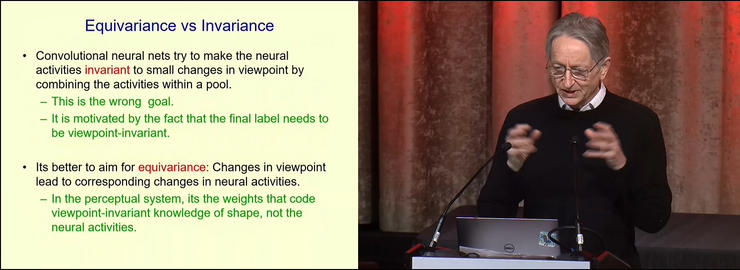 Equivariance vs Invariance
• Convolutional neural nets try to make the neural
activities invariant to small changes in viewpoint by
combining the activities within a pool.
– This is the wrong goal.
– It is motivated by the fact that the final label needs to
be viewpoint-invariant.
• Its better to aim for equivariance: Changes in viewpoint
lead to corresponding changes in neural activities.
– In the perceptual system, its the weights that code
viewpoint-invariant knowledge of shape, not the
neural activities.
DELL